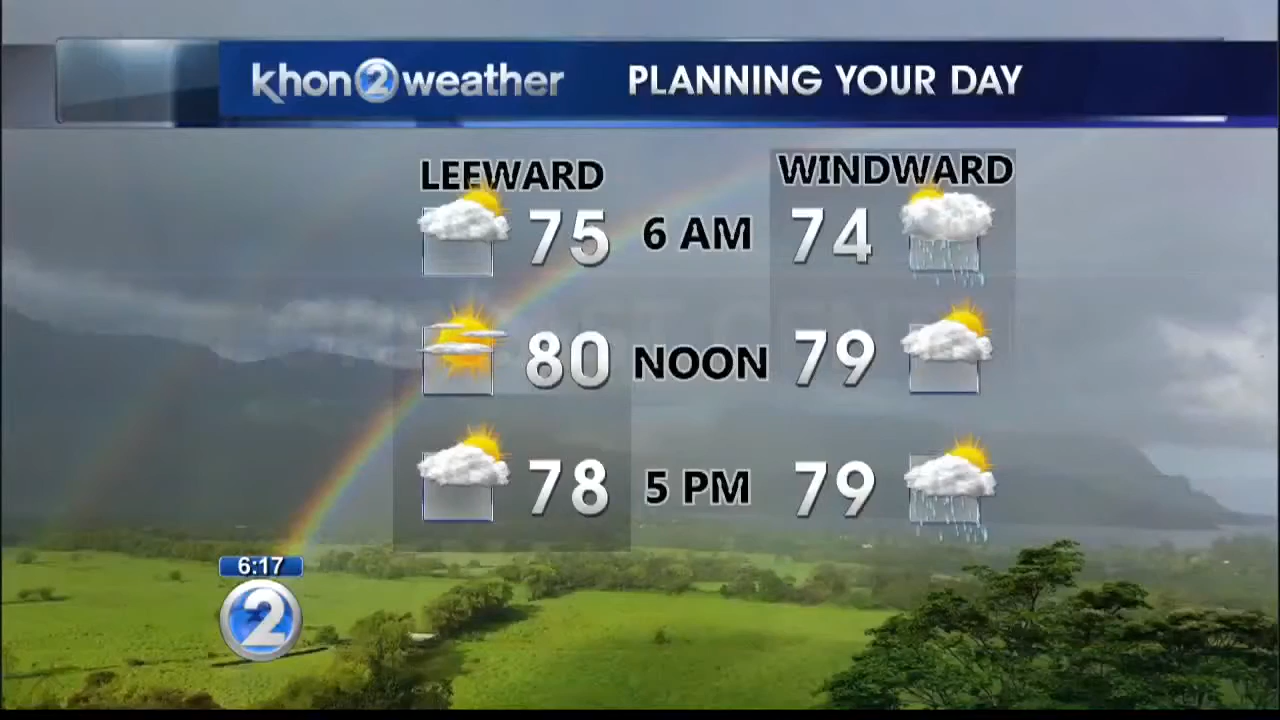 khon2weather PLANNING YOUR DAY
LEEWARD WINDWARD
75 6 AM 74
80 NOON 79
78 5 PM 79
6:17
2